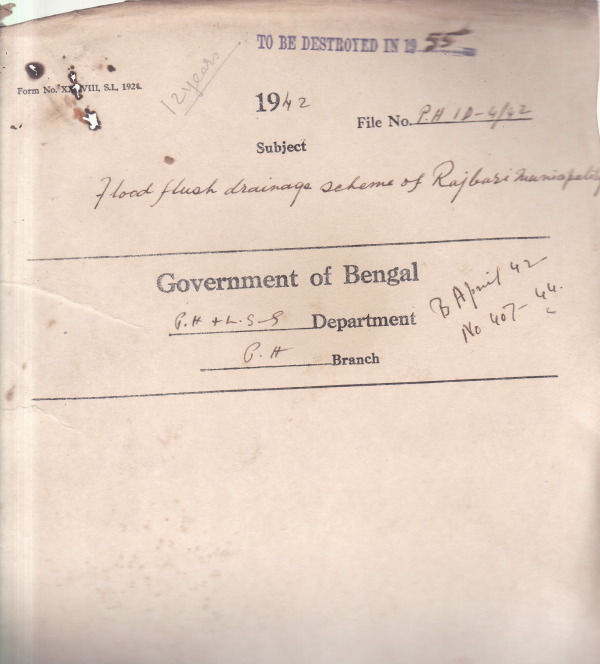 TO BE DESTROYED IN 1955
Form No. XXXVIII, S.L. 1924.
12 years
1942
File No. P.H 1D-4/42
Subject
Flood flush drainage scheme of Rajbari Municipality
Government of Bengal
P.H & L.S-G Department
P.H Branch
B April 42
No 407-44.